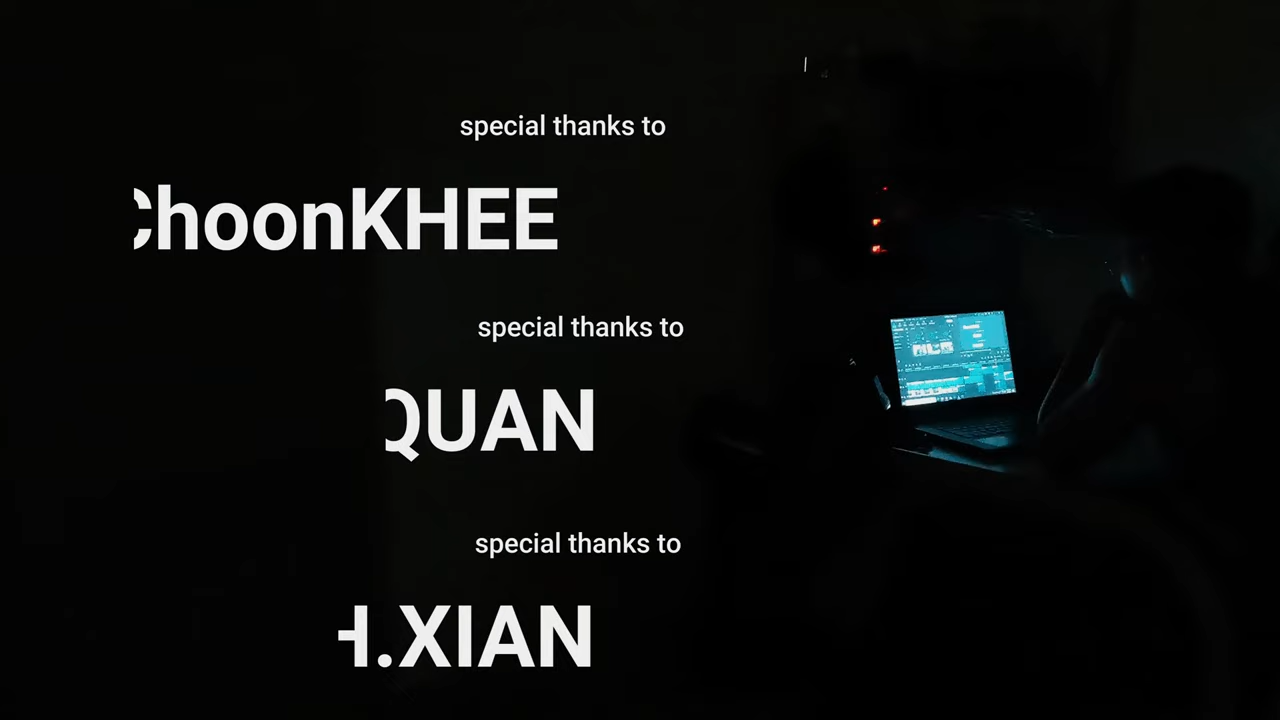 special thanks to
ChoonKHEE
special thanks to
QUAN
special thanks to
H.XIAN